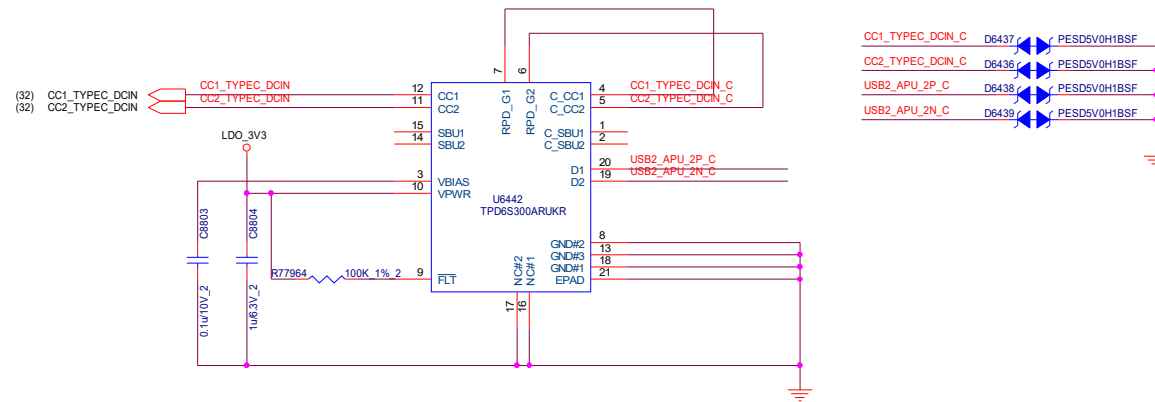 7
6
(32) CC1_TYPEC_DCIN
(32) CC2_TYPEC_DCIN
CC1_TYPEC_DCIN
CC2_TYPEC_DCIN
12
11
CC1
CC2
RPD_G1
RPD_G2
C_CC1
C_CC2
4
5
CC1_TYPEC_DCIN_C
CC2_TYPEC_DCIN_C
LDO_3V3
15
14
SBU1
SBU2
C_SBU1
C_SBU2
1
2
3
10
VBIAS
VPWR
D1
D2
20
19
USB2_APU_2P_C
USB2_APU_2N_C
U6442
TPD6S300ARUKR
C8803
0.1u/10V_2
C8804
1u/6.3V_2
R77964
100K_1%_2
9
FLT
NC#2
NC#1
17
16
GND#2
GND#3
GND#1
EPAD
8
13
18
21
CC1_TYPEC_DCIN_C D6437 PESD5V0H1BSF
CC2_TYPEC_DCIN_C D6436 PESD5V0H1BSF
USB2_APU_2P_C D6438 PESD5V0H1BSF
USB2_APU_2N_C D6439 PESD5V0H1BSF